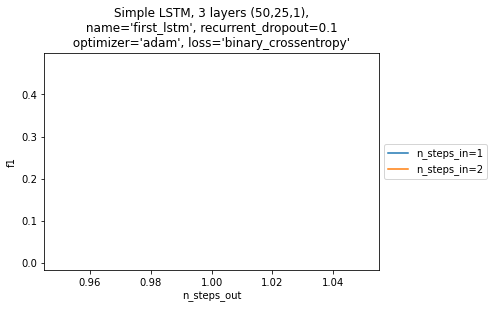 Simple LSTM, 3 layers (50,25,1),
name='first_lstm', recurrent_dropout=0.1
optimizer='adam', loss='binary_crossentropy'
0.4
0.3
0.2
0.1
0.0
f1
0.96
0.98
1.00
1.02
1.04
n_steps_out
n_steps_in=1
n_steps_in=2